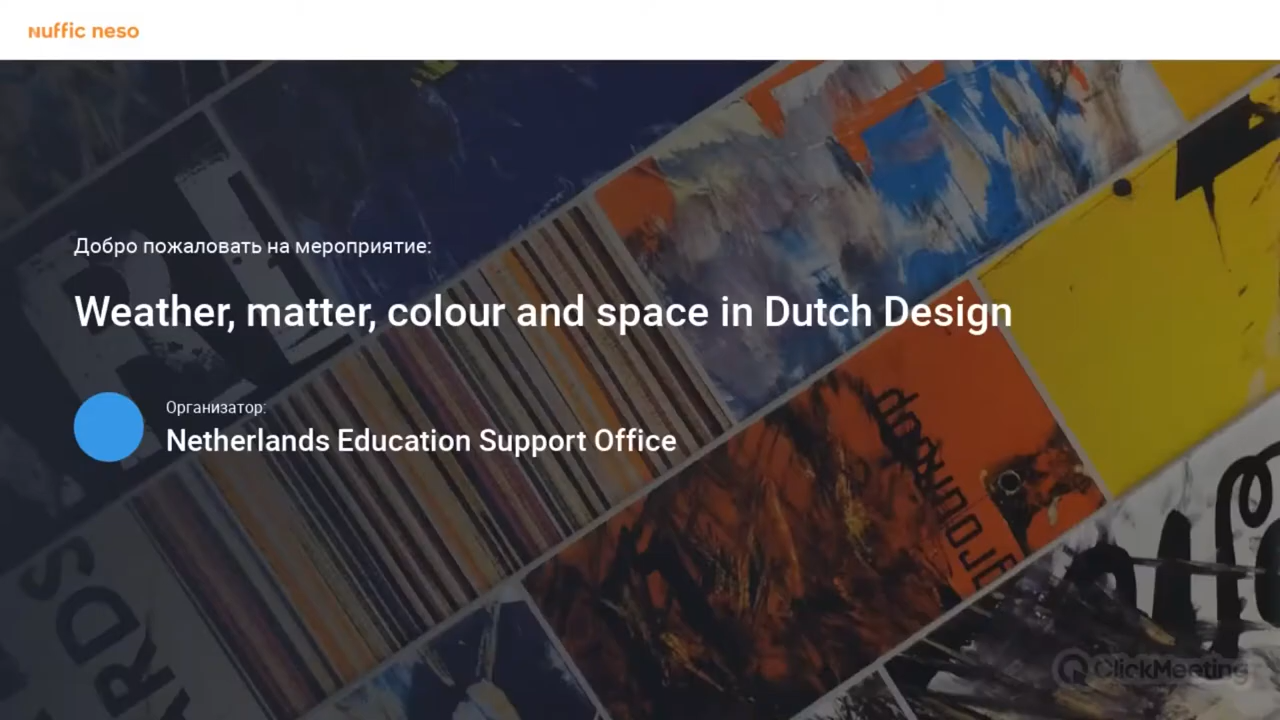 nuffic neso
Добро пожаловать на мероприятие:
Weather, matter, colour and space in Dutch Design
Организатор:
Netherlands Education Support Office
ARDS
ClickMeeting